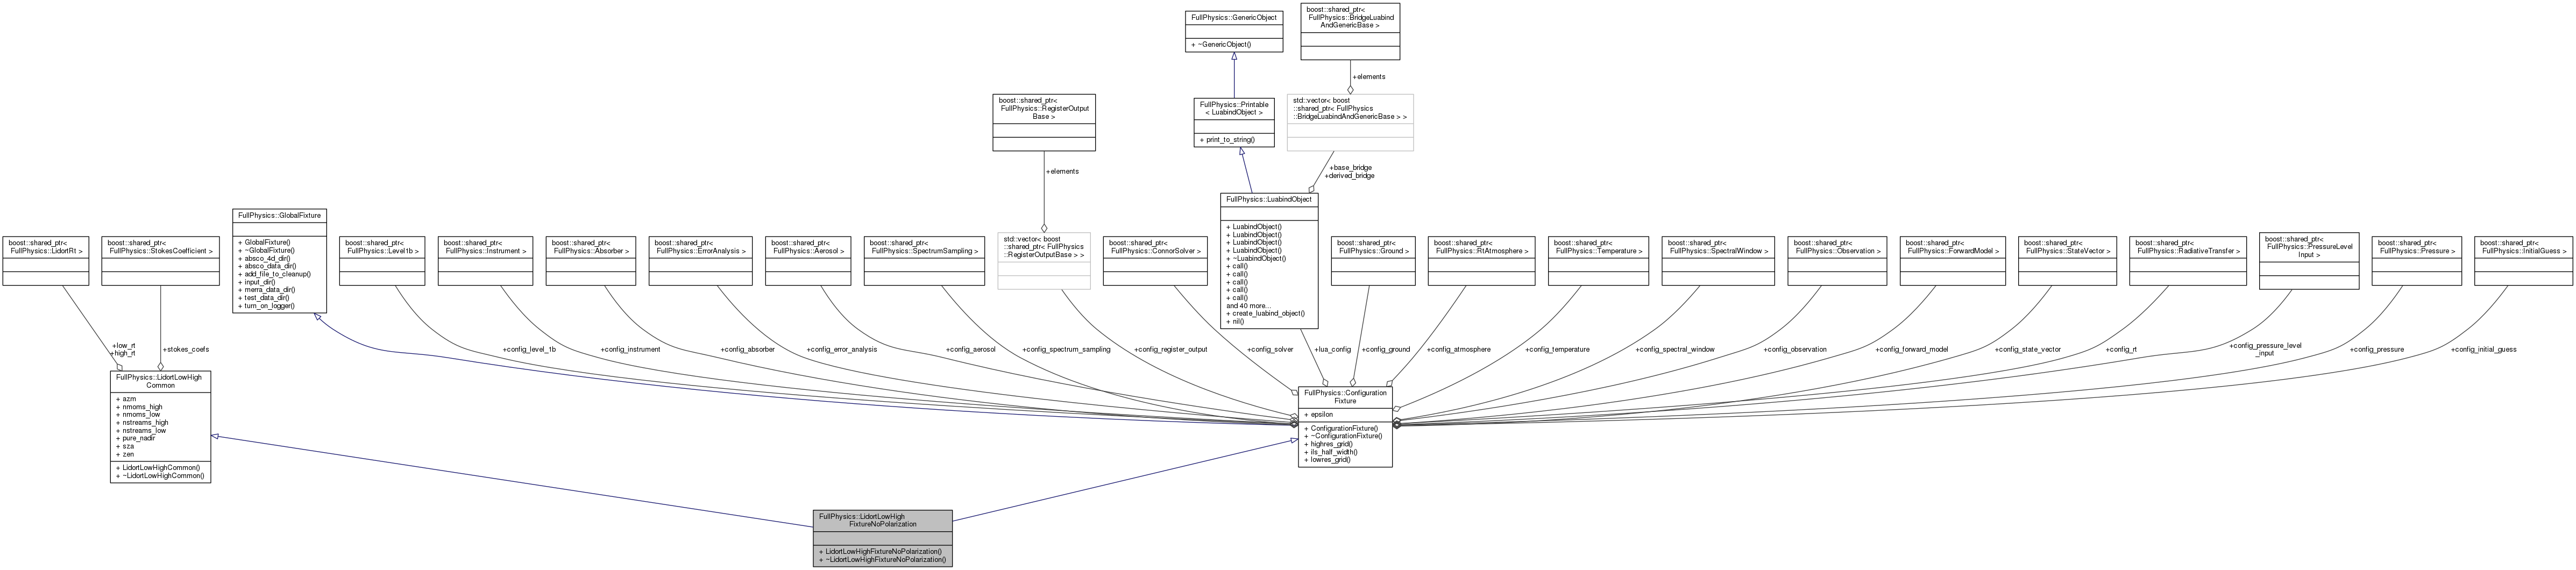 FullPhysics::GenericObject
+ ~GenericObject()
boost::shared_ptr<
FullPhysics::BridgeLuabind
AndGenericBase >
+elements
boost::shared_ptr<
FullPhysics::RegisterOutput
Base >
+elements
FullPhysics::Printable
< LuabindObject >
+ print_to_string()
std::vector< boost
::shared_ptr< FullPhysics
::BridgeLuabindAndGenericBase > >
+base_bridge
+derived_bridge
boost::shared_ptr<
FullPhysics::LidortRt >
boost::shared_ptr<
FullPhysics::StokesCoefficient >
FullPhysics::GlobalFixture
+ GlobalFixture()
+ ~GlobalFixture()
+ absco_4d_dir()
+ absco_data_dir()
+ add_file_to_cleanup()
+ input_dir()
+ merra_data_dir()
+ test_data_dir()
+ turn_on_logger()
boost::shared_ptr<
FullPhysics::Level1b >
boost::shared_ptr<
FullPhysics::Instrument >
boost::shared_ptr<
FullPhysics::Absorber >
boost::shared_ptr<
FullPhysics::ErrorAnalysis >
boost::shared_ptr<
FullPhysics::Aerosol >
boost::shared_ptr<
FullPhysics::SpectrumSampling >
std::vector< boost
::shared_ptr< FullPhysics
::RegisterOutputBase > >
boost::shared_ptr<
FullPhysics::ConnorSolver >
FullPhysics::LuabindObject
+ LuabindObject()
+ LuabindObject()
+ LuabindObject()
+ LuabindObject()
+ ~LuabindObject()
+ call()
+ call()
+ call()
+ call()
+ call()
and 40 more...
+ create_luabind_object()
+ nil()
boost::shared_ptr<
FullPhysics::Ground >
boost::shared_ptr<
FullPhysics::RtAtmosphere >
boost::shared_ptr<
FullPhysics::Temperature >
boost::shared_ptr<
FullPhysics::SpectralWindow >
boost::shared_ptr<
FullPhysics::Observation >
boost::shared_ptr<
FullPhysics::ForwardModel >
boost::shared_ptr<
FullPhysics::StateVector >
boost::shared_ptr<
FullPhysics::RadiativeTransfer >
boost::shared_ptr<
FullPhysics::PressureLevel
Input >
boost::shared_ptr<
FullPhysics::Pressure >
boost::shared_ptr<
FullPhysics::InitialGuess >
+low_rt
+high_rt
+stokes_coefs
+config_level_1b
+config_instrument
+config_absorber
+config_error_analysis
+config_aerosol
+config_spectrum_sampling
+config_register_output
+config_solver
+lua_config
+config_ground
+config_atmosphere
+config_temperature
+config_spectral_window
+config_observation
+config_forward_model
+config_state_vector
+config_rt
+config_pressure_level
_input
+config_pressure
+config_initial_guess
FullPhysics::LidortLowHigh
Common
+ azm
+ nmoms_high
+ nmoms_low
+ nstreams_high
+ nstreams_low
+ pure_nadir
+ sza
+ zen
+ LidortLowHighCommon()
+ ~LidortLowHighCommon()
FullPhysics::Configuration
Fixture
+ epsilon
+ ConfigurationFixture()
+ ~ConfigurationFixture()
+ highres_grid()
+ ils_half_width()
+ lowres_grid()
FullPhysics::LidortLowHigh
FixtureNoPolarization
+ LidortLowHighFixtureNoPolarization()
+ ~LidortLowHighFixtureNoPolarization()